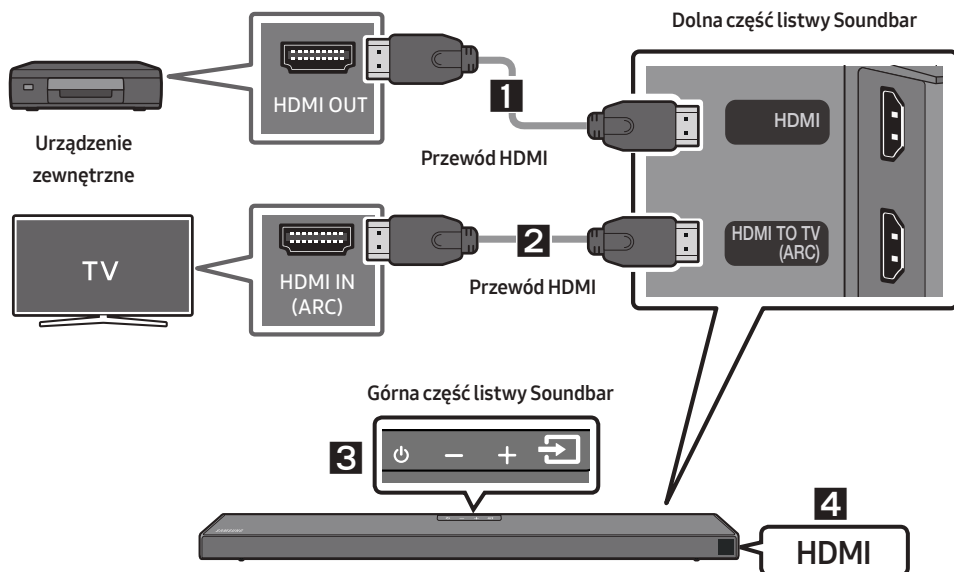 Dolna część listwy Soundbar
HDMI OUT
1
HDMI
Urządzenie
zewnętrzne
Przewód HDMI
TV
HDMI IN
(ARC)
2
Przewód HDMI
HDMI TO TV
(ARC)
Górna część listwy Soundbar
3
4
HDMI
SAMSUNG